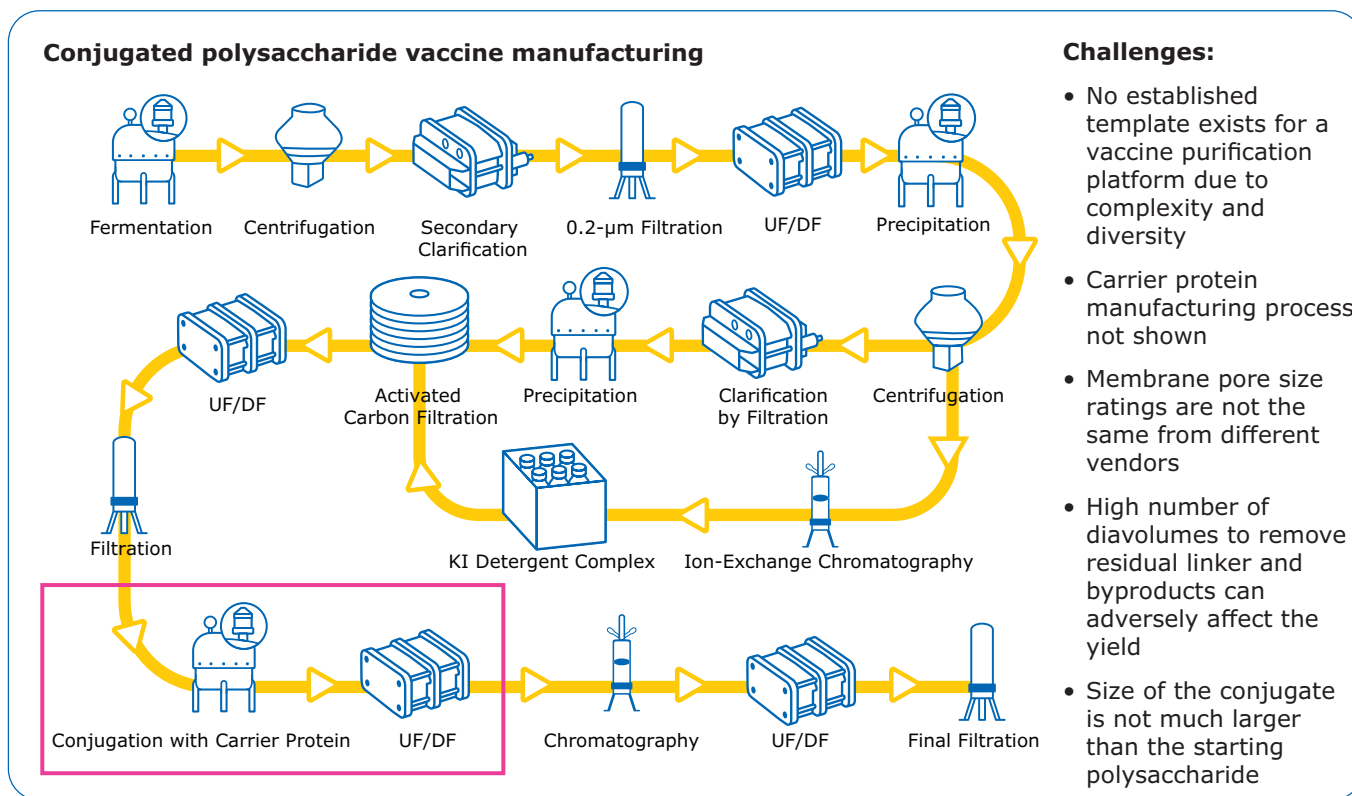 Conjugated polysaccharide vaccine manufacturing
Fermentation
Centrifugation
Secondary
Clarification
0.2-µm Filtration
UF/DF
Precipitation
UF/DF
Activated
Carbon Filtration
Precipitation
Clarification
by Filtration
Centrifugation
Filtration
KI Detergent Complex
Ion-Exchange Chromatography
Conjugation with Carrier Protein
UF/DF
Chromatography
UF/DF
Final Filtration
Challenges:
• No established
template exists for a
vaccine purification
platform due to
complexity and
diversity
• Carrier protein
manufacturing process
not shown
• Membrane pore size
ratings are not the
same from different
vendors
• High number of
diavolumes to remove
residual linker and
byproducts can
adversely affect the
yield
• Size of the conjugate
is not much larger
than the starting
polysaccharide